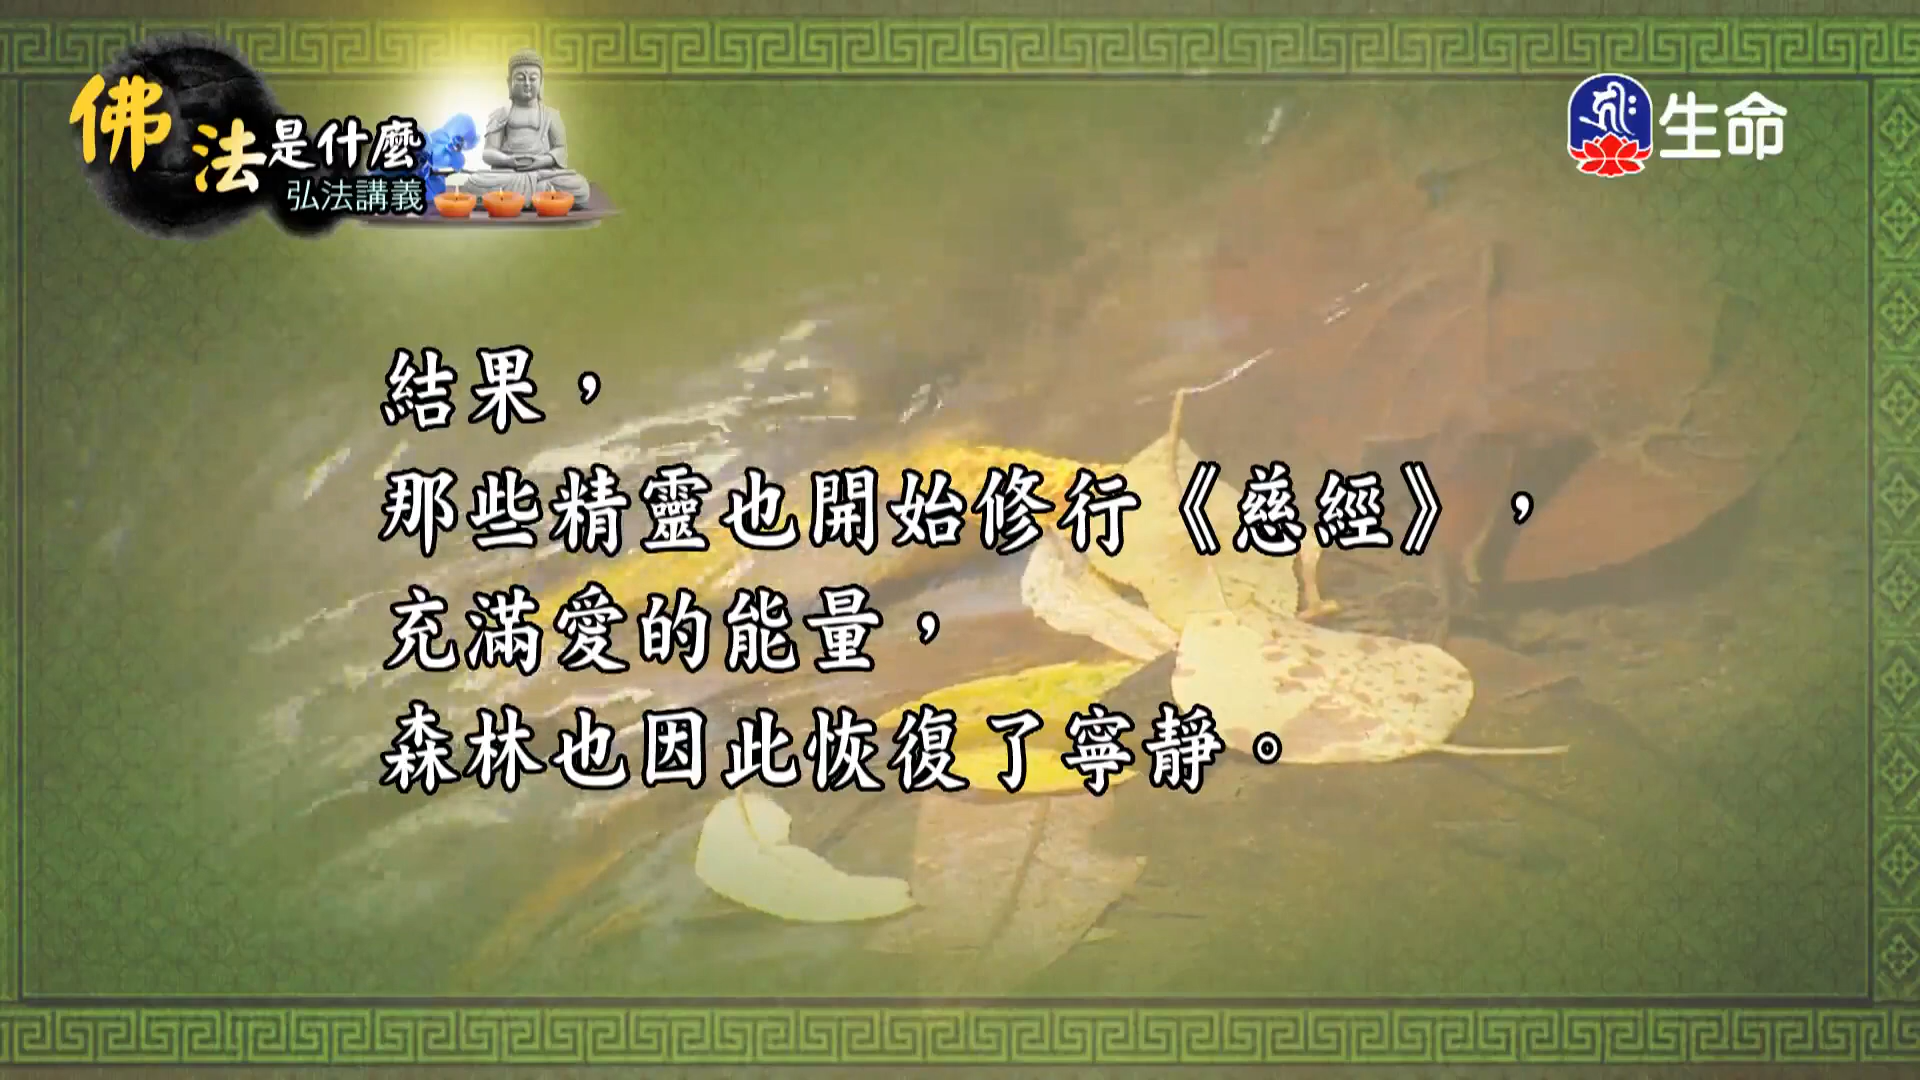 佛法是什麼
弘法講義
生命
結果，
那些精靈也開始修行《慈經》，
充滿愛的能量，
森林也因此恢復了寧靜。